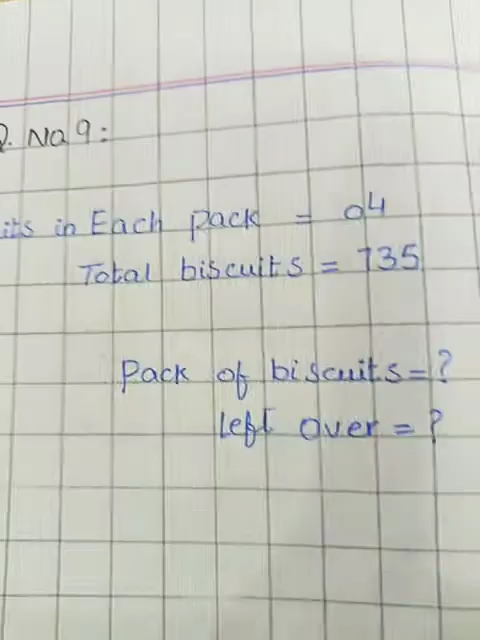 Q. No 9:
its in Each pack = 04
Total biscuits = 735
Pack of biscuits = ?
left over = ?